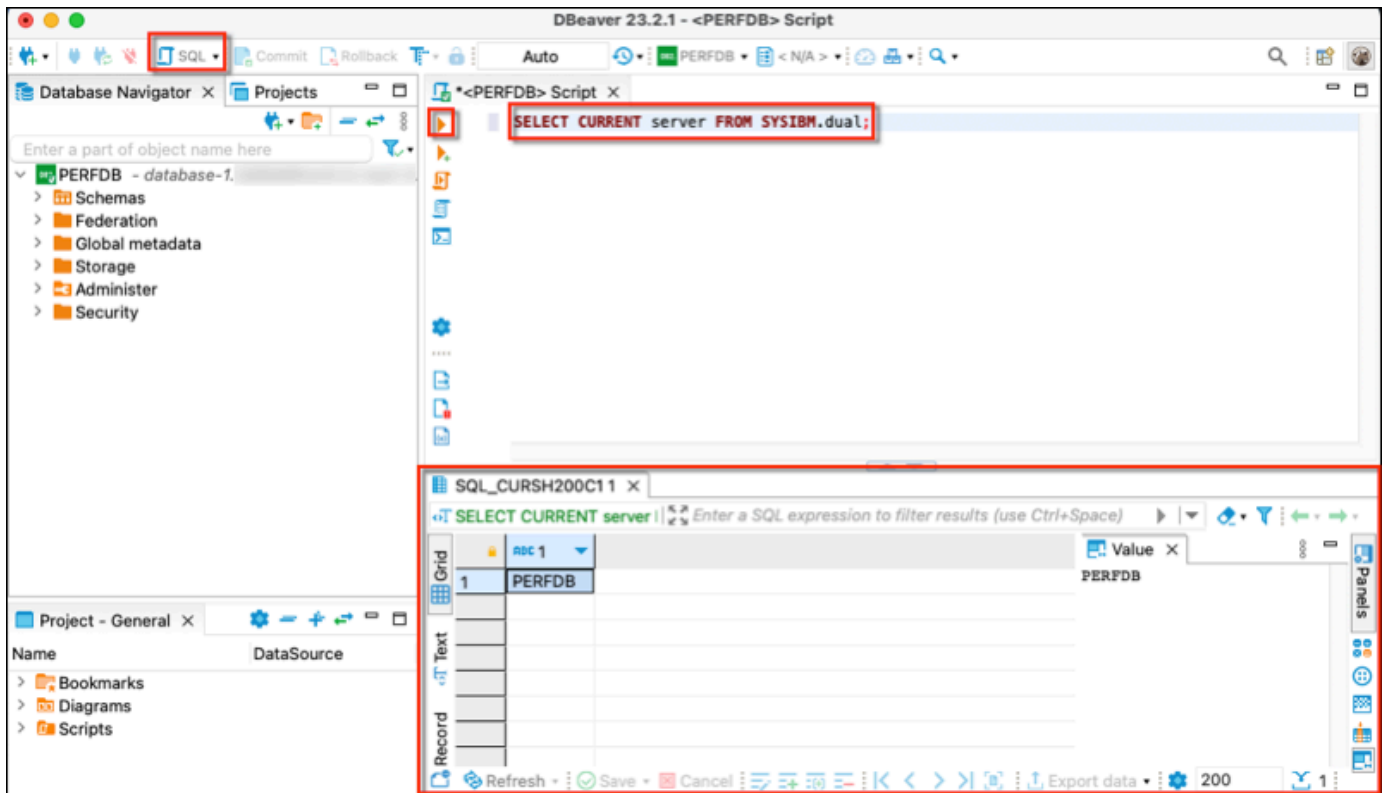 DBeaver 23.2.1 - <PERFDB> Script
SQL Commit Rollback Auto PERFDB < N/A >
Database Navigator Projects
*<PERFDB> Script
SELECT CURRENT server FROM SYSIBM.dual;
Enter a part of object name here
PERFDB - database-1.
Schemas
Federation
Global metadata
Storage
Administer
Security
SQL_CURSH200C1 1
SELECT CURRENT server Enter a SQL expression to filter results (use Ctrl+Space)
Grid
ABC 1
1 PERFDB
Value
PERFDB
Panels
Text
Record
Refresh Save Cancel Export data 200 1
Project - General
Name DataSource
Bookmarks
Diagrams
Scripts